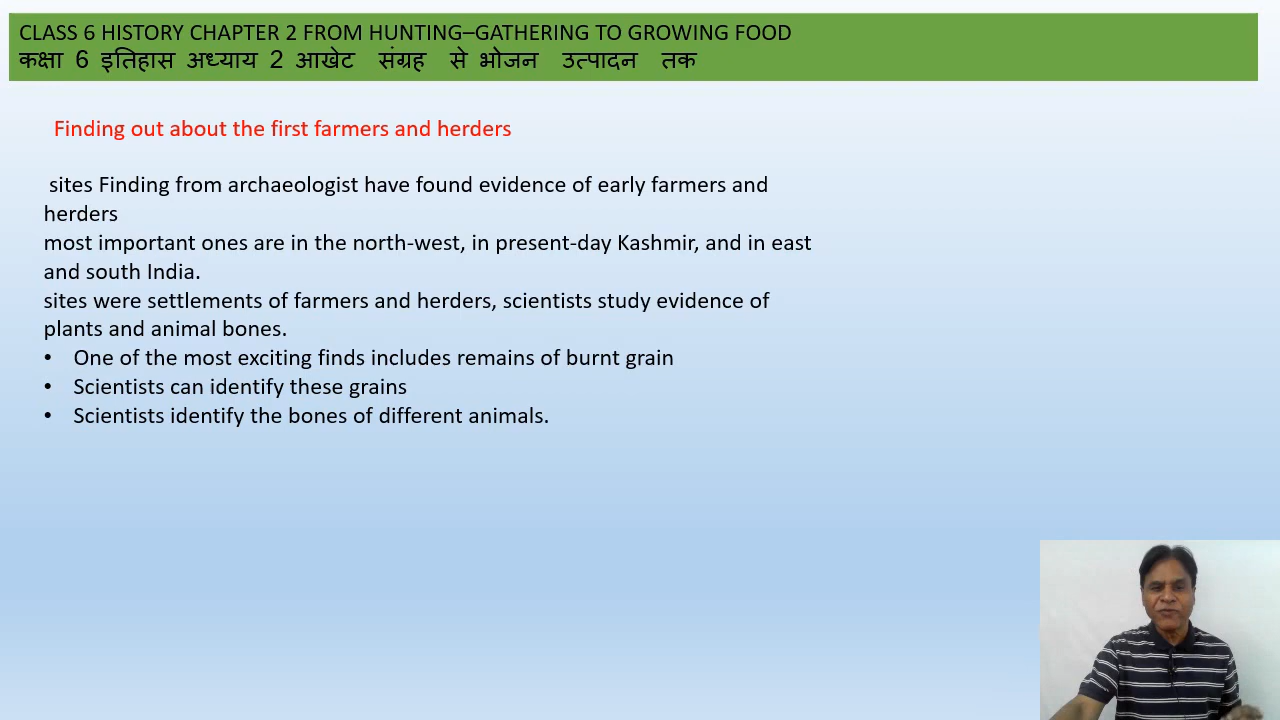 CLASS 6 HISTORY CHAPTER 2 FROM HUNTING–GATHERING TO GROWING FOOD
कक्षा 6 इतिहास अध्याय 2 आखेट संग्रह से भोजन उत्पादन तक
Finding out about the first farmers and herders
sites Finding from archaeologist have found evidence of early farmers and
herders
most important ones are in the north-west, in present-day Kashmir, and in east
and south India.
sites were settlements of farmers and herders, scientists study evidence of
plants and animal bones.
• One of the most exciting finds includes remains of burnt grain
• Scientists can identify these grains
• Scientists identify the bones of different animals.